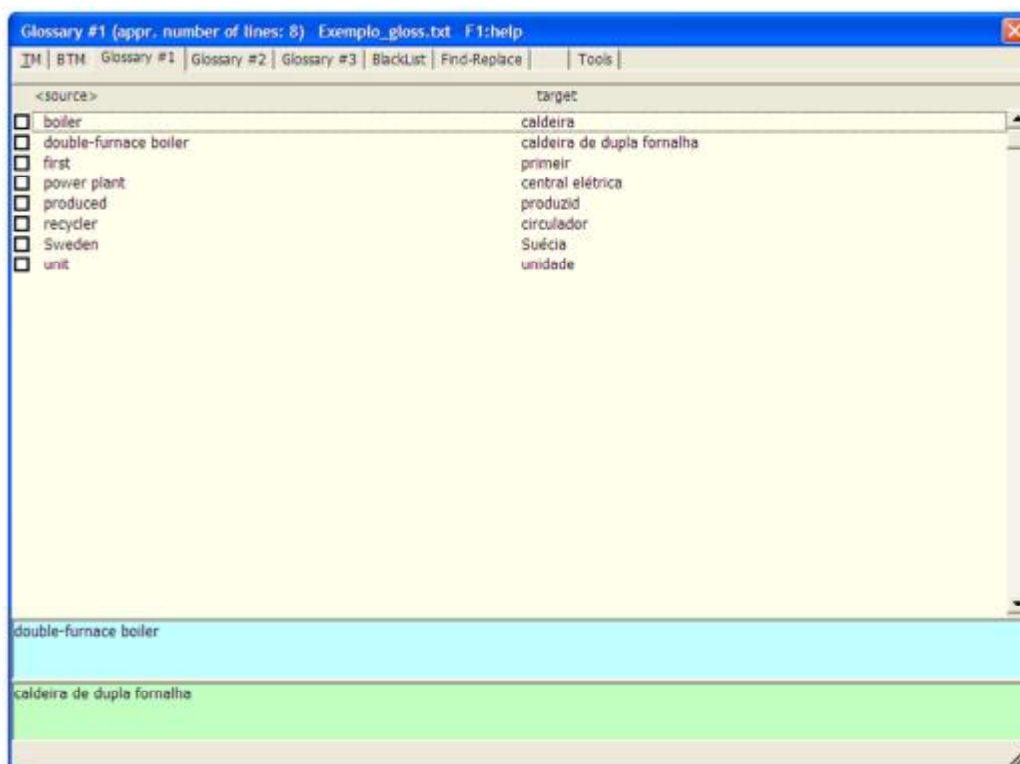 Glossary #1 (appr. number of lines: 8) Exemplo_gloss.txt F1:help
TM BTM Glossary #1 Glossary #2 Glossary #3 BlackList Find-Replace Tools
<source> target
boiler caldeira
double-furnace boiler caldeira de dupla fornalha
first primeir
power plant central elétrica
produced produzid
recycler circulador
Sweden Suécia
unit unidade
double-furnace boiler
caldeira de dupla fornalha